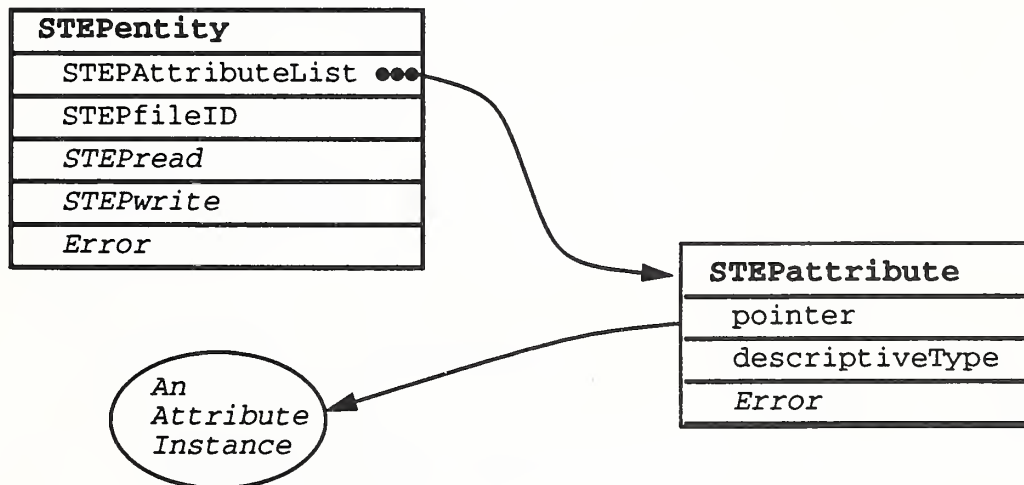 STEPentity
STEPAttributeList
STEPfileID
STEPread
STEPwrite
Error
STEPattribute
pointer
descriptiveType
Error
An
Attribute
Instance